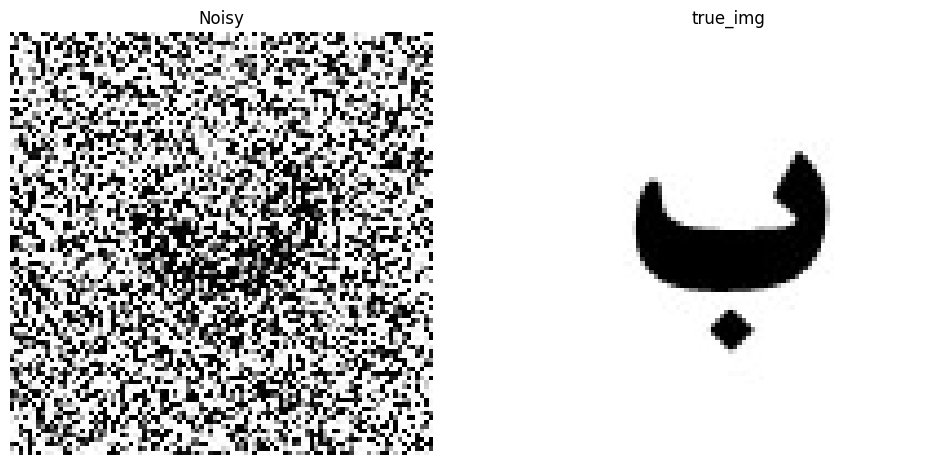 Noisy
true_img
ب